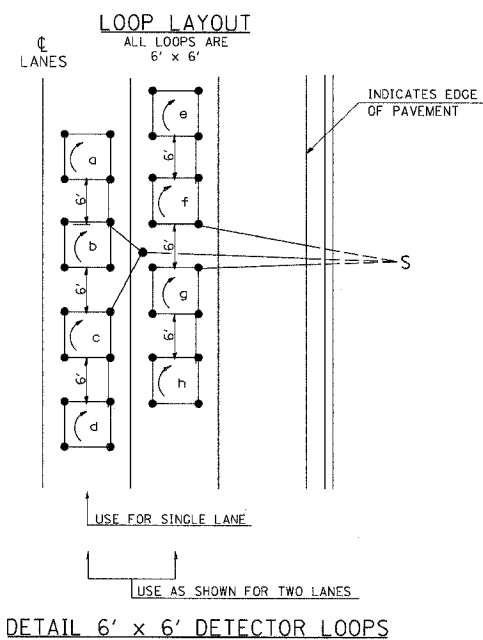 LOOP LAYOUT
ALL LOOPS ARE
6' x 6'
℄
LANES
INDICATES EDGE
OF PAVEMENT
e
a
6'
6'
f
b
6'
S
6'
g
c
6'
6'
h
d
USE FOR SINGLE LANE
USE AS SHOWN FOR TWO LANES
DETAIL 6' x 6' DETECTOR LOOPS